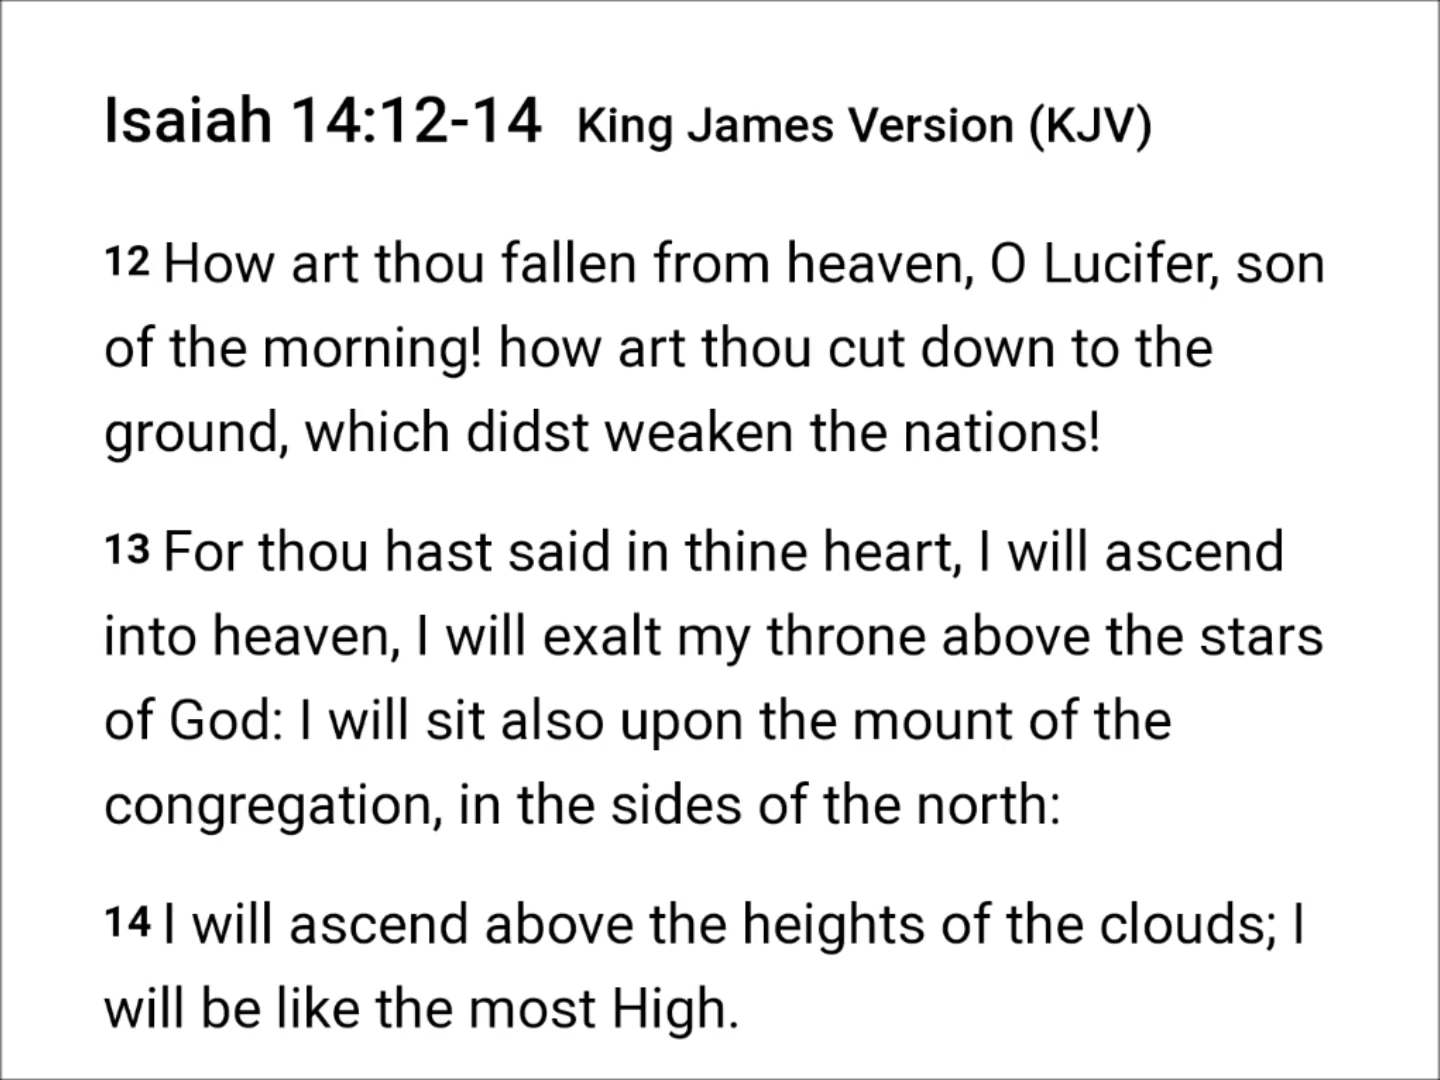 Isaiah 14:12-14 King James Version (KJV)
12 How art thou fallen from heaven, O Lucifer, son
of the morning! how art thou cut down to the
ground, which didst weaken the nations!
13 For thou hast said in thine heart, I will ascend
into heaven, I will exalt my throne above the stars
of God: I will sit also upon the mount of the
congregation, in the sides of the north:
14 I will ascend above the heights of the clouds; I
will be like the most High.